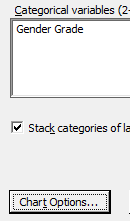 Categorical variables (2-
Gender Grade
Stack categories of la
Chart Options...